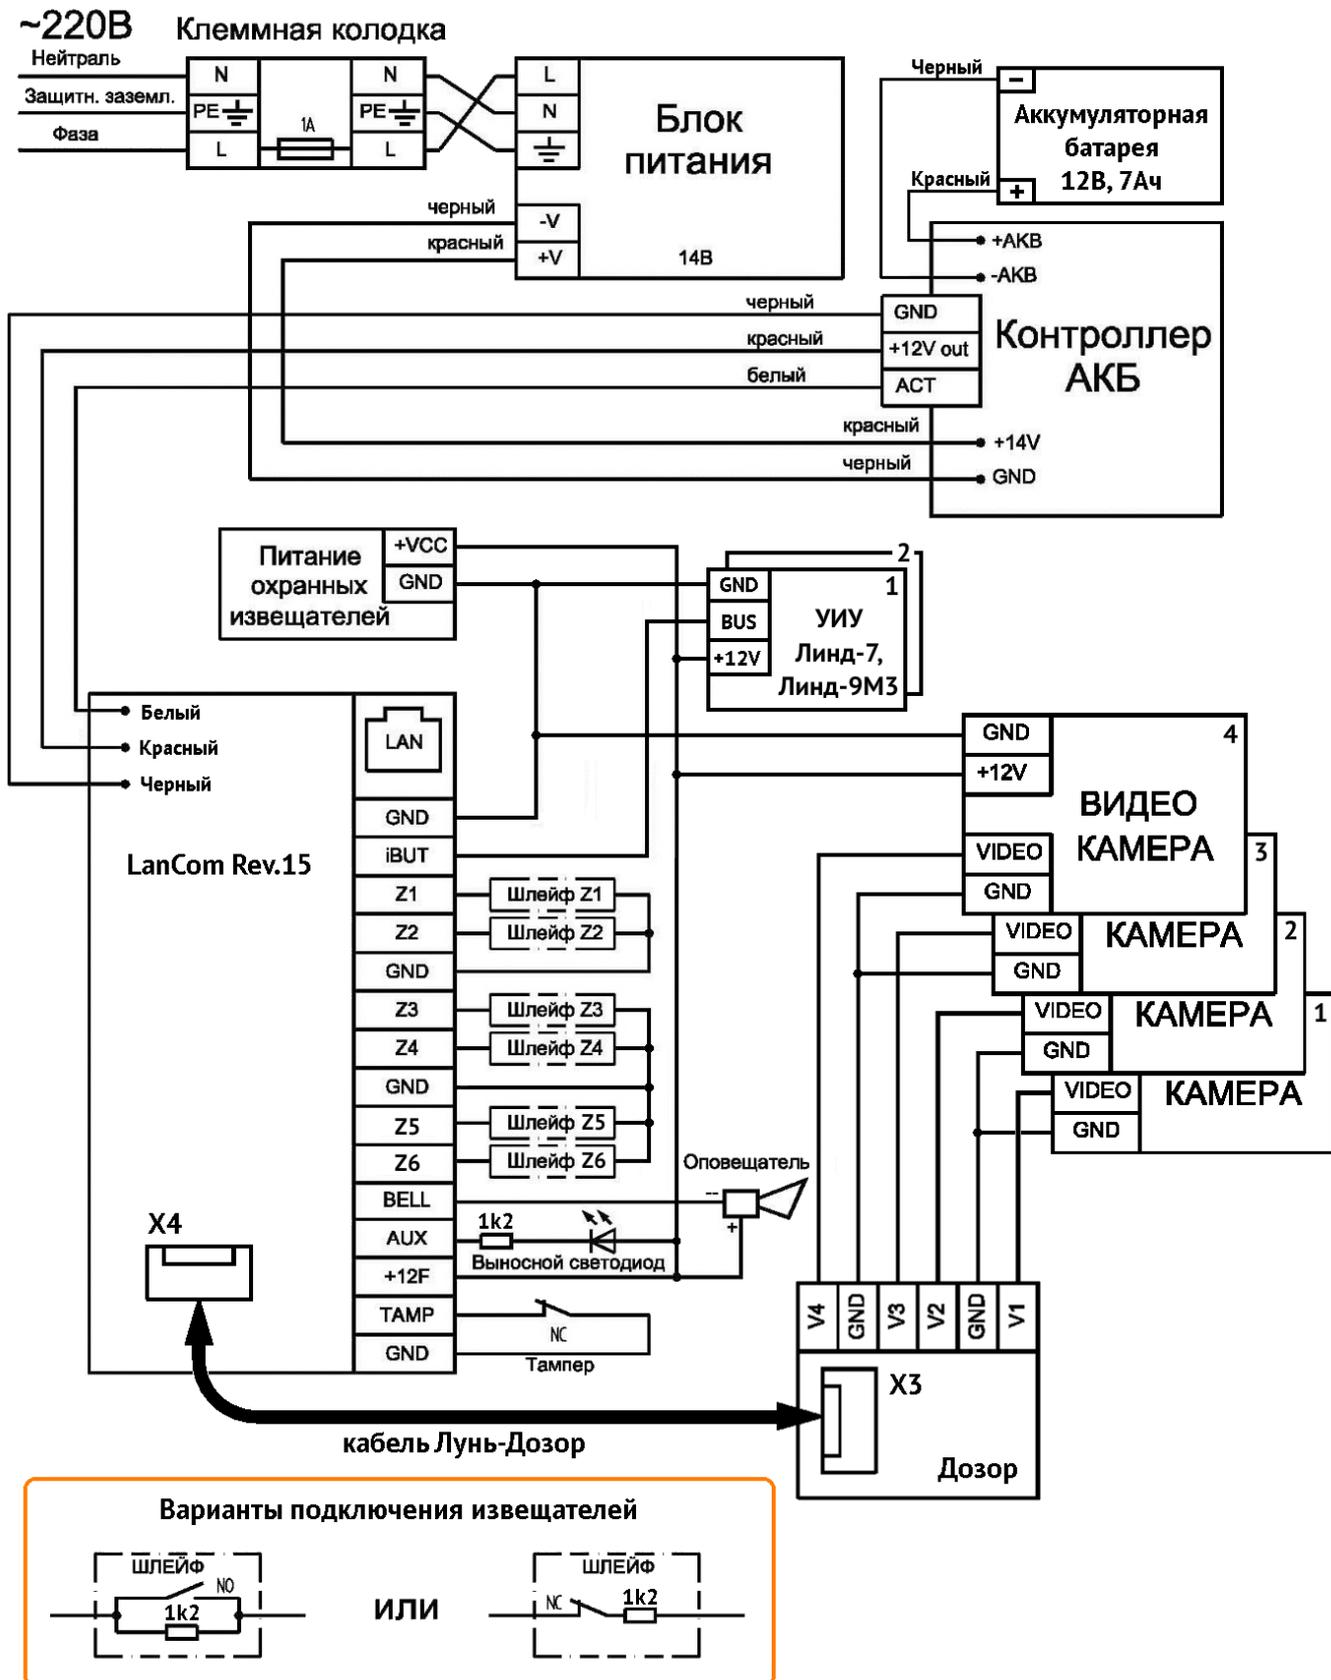 ~220В
Клеммная колодка
Нейтраль
Защитн. заземл.
Фаза
N
PE
L
1А
N
PE
L
L
N
Блок
питания
14В
-V
+V
черный
красный
Черный
Красный
−
+
Аккумуляторная
батарея
12В, 7Ач
+АКВ
-АКВ
GND
+12V out
ACT
черный
красный
белый
Контроллер
АКБ
красный
черный
+14V
GND
Питание
охранных
извещателей
+VCC
GND
2
1
GND
BUS
+12V
УИУ
Линд-7,
Линд-9М3
Белый
Красный
Черный
LanCom Rev.15
LAN
GND
iBUT
Z1
Z2
GND
Z3
Z4
GND
Z5
Z6
BELL
AUX
+12F
TAMP
GND
Шлейф Z1
Шлейф Z2
Шлейф Z3
Шлейф Z4
Шлейф Z5
Шлейф Z6
Оповещатель
--
+
1k2
Выносной светодиод
NC
Тампер
GND
+12V
4
ВИДЕО
КАМЕРА
VIDEO
GND
3
VIDEO
GND
КАМЕРА
2
VIDEO
GND
КАМЕРА
1
VIDEO
GND
КАМЕРА
V4
GND
V3
V2
GND
V1
X3
Дозор
X4
кабель Лунь-Дозор
Варианты подключения извещателей
ШЛЕЙФ
NO
1k2
ИЛИ
ШЛЕЙФ
NC
1k2